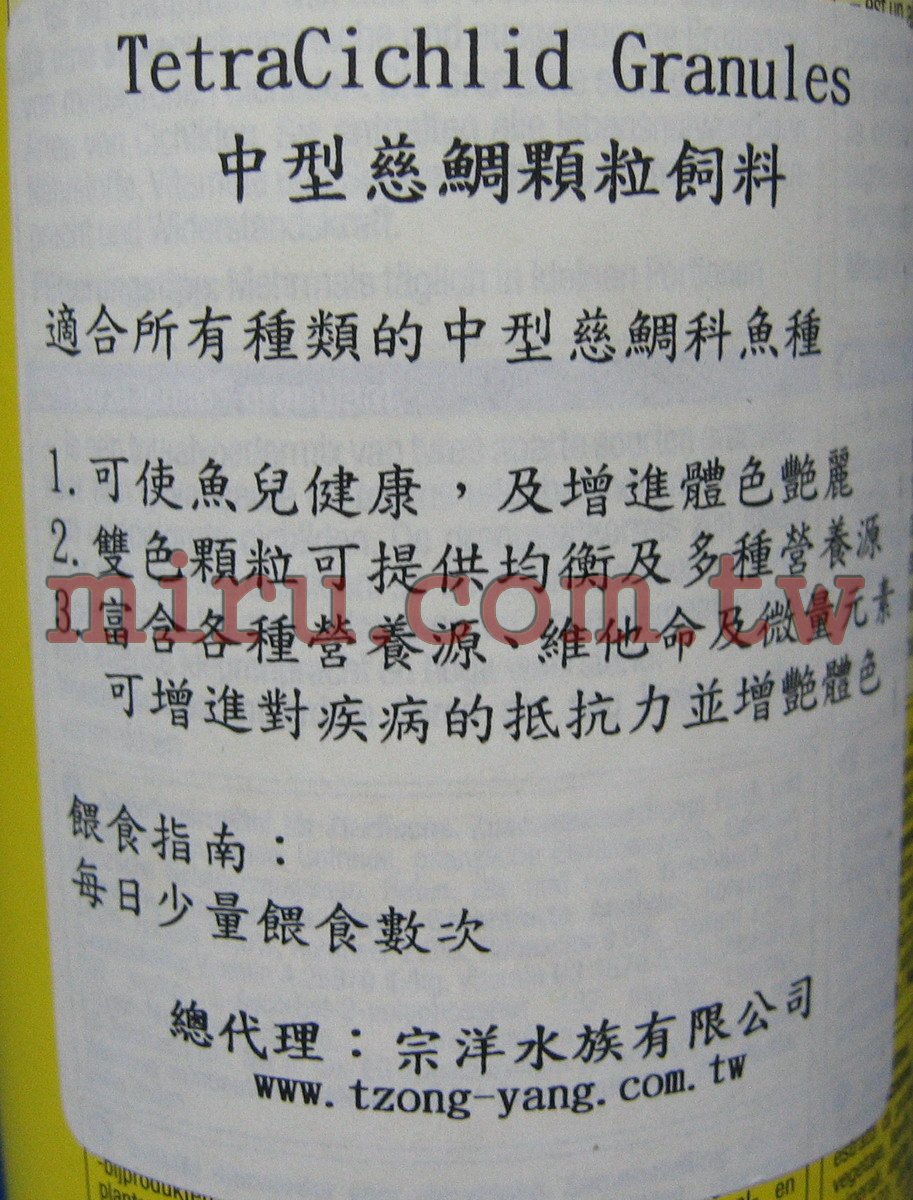 TetraCichlid Granules
中型慈鯛顆粒飼料
適合所有種類的中型慈鯛科魚種
1.可使魚兒健康，及增進體色艷麗
2.雙色顆粒可提供均衡及多種營養源
miru.com.tw
3.富含各種營養源、維他命及微量元素
可增進對疾病的抵抗力並增艷體色
餵食指南：
每日少量餵食數次
總代理：宗洋水族有限公司
www.tzong-yang.com.tw